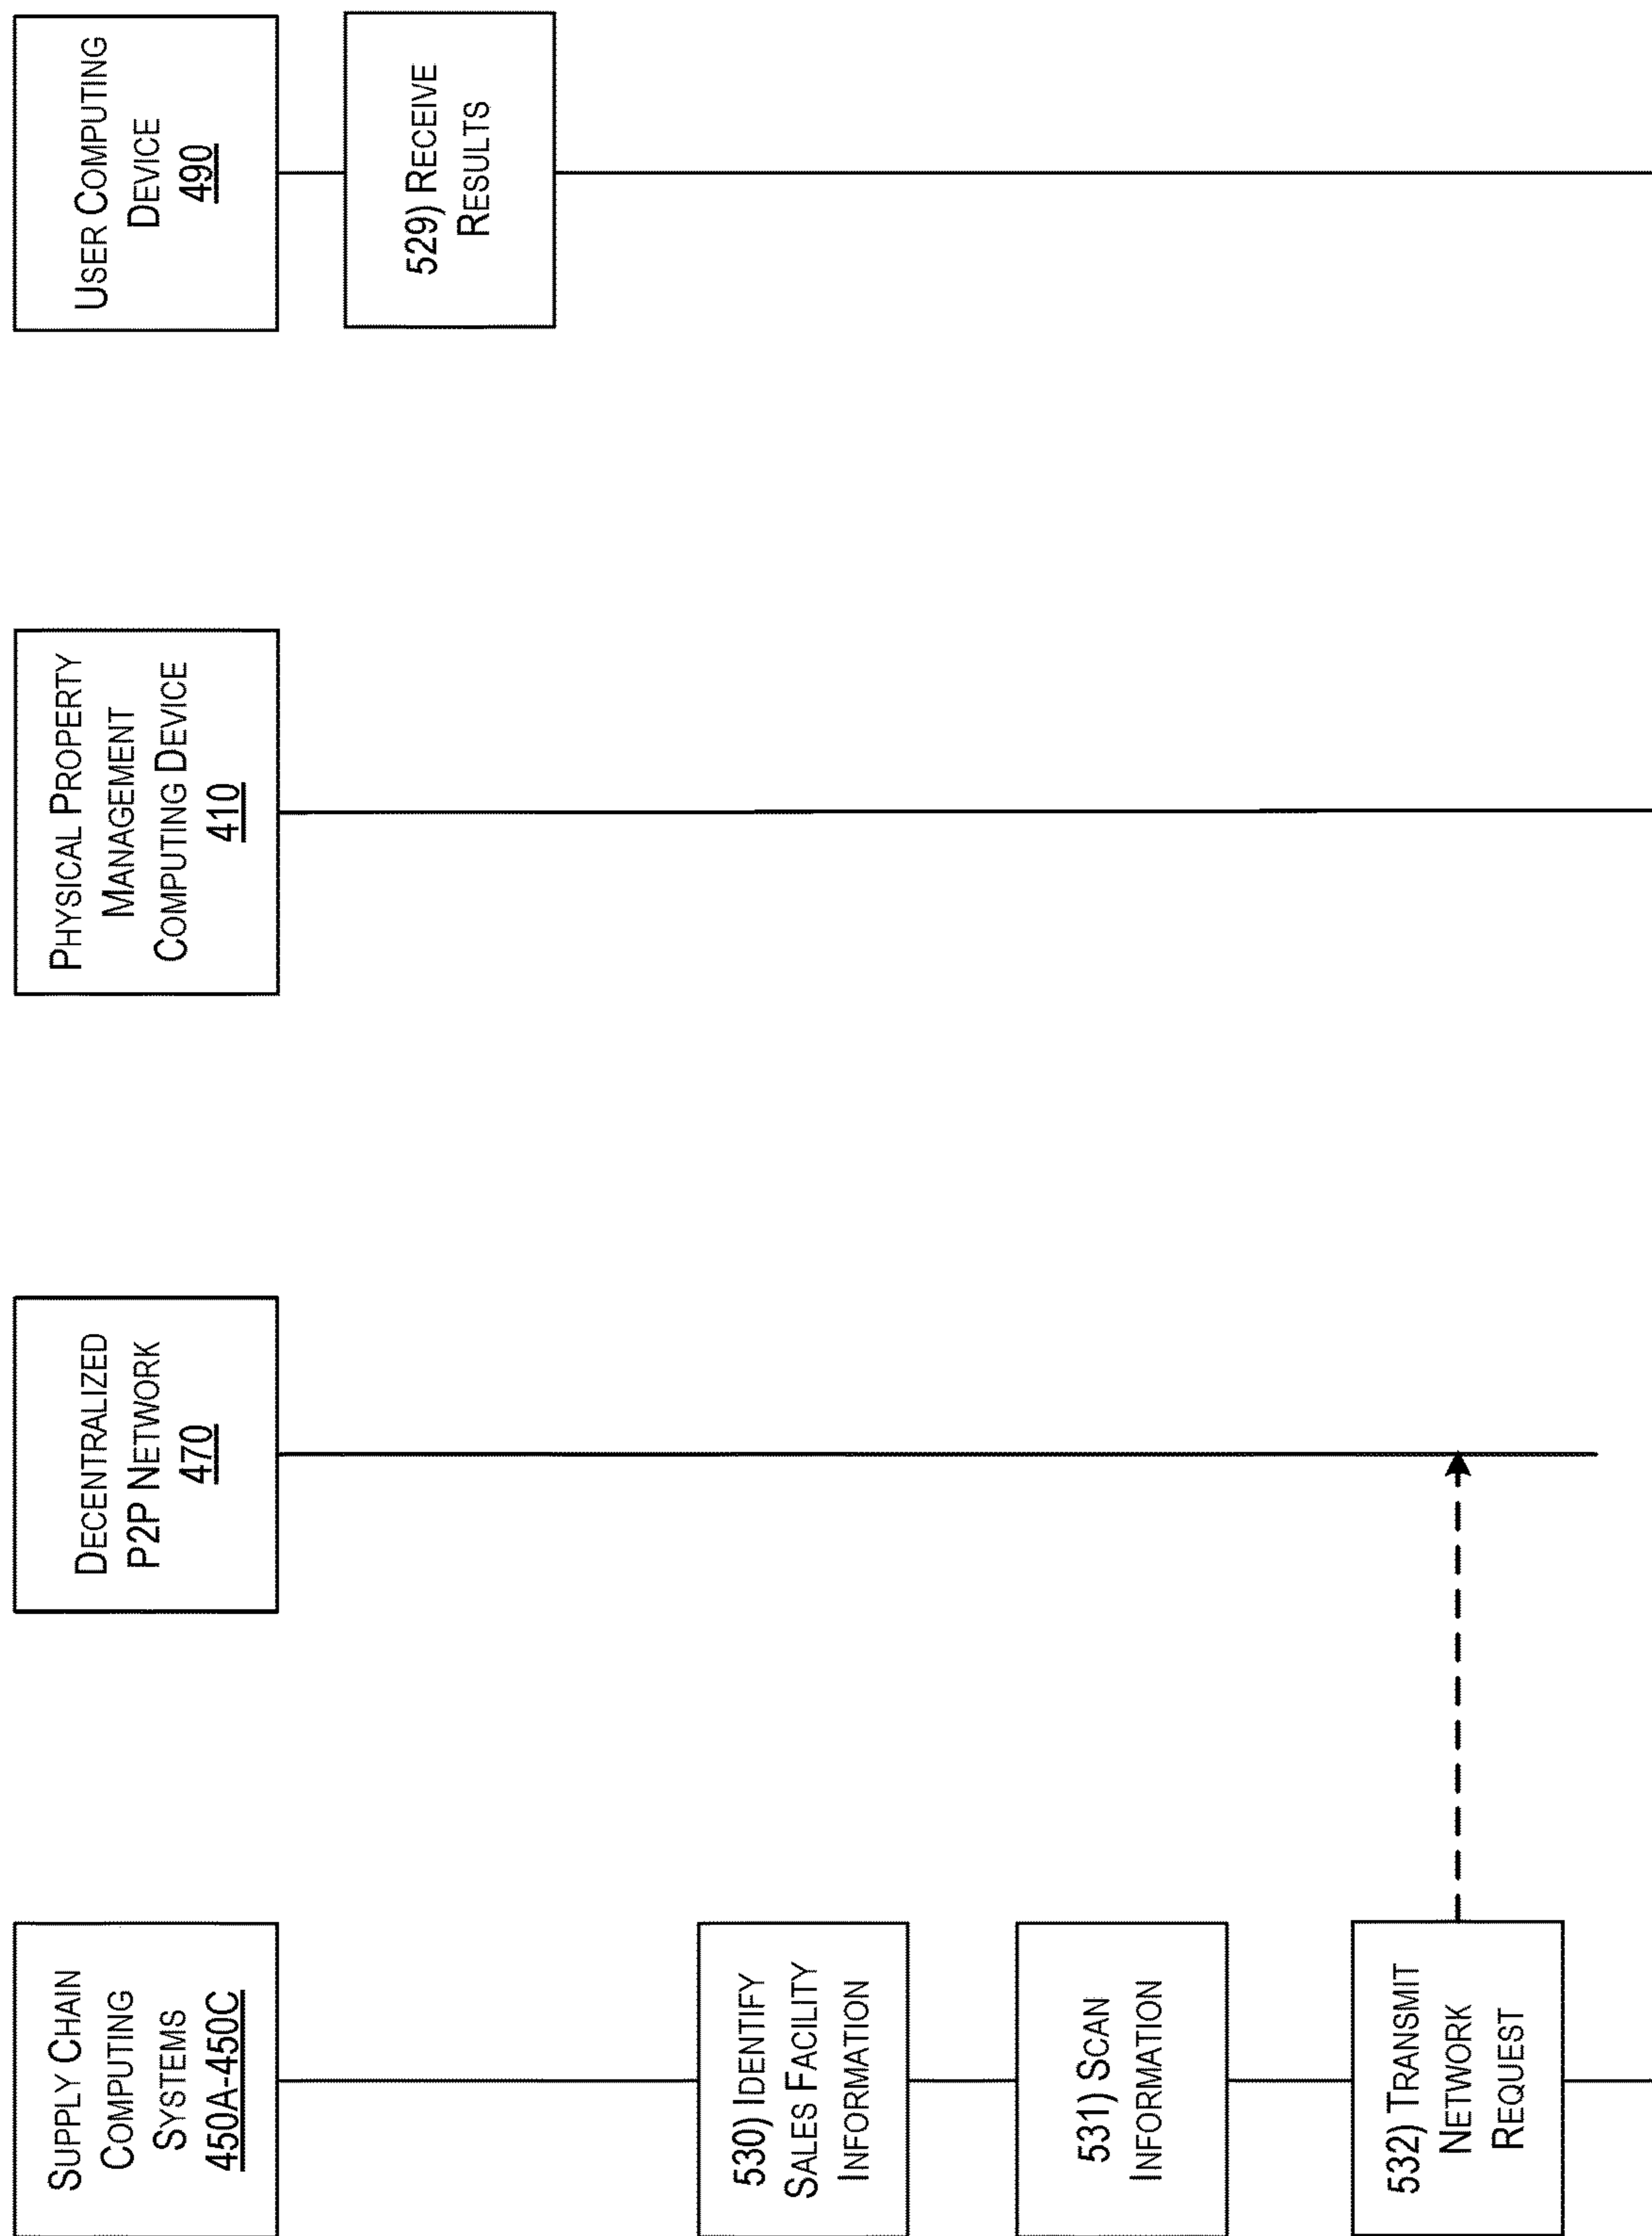 SUPPLY CHAIN
COMPUTING
SYSTEMS
450A-450C
DECENTRALIZED
P2P NETWORK
470
PHYSICAL PROPERTY
MANAGEMENT
COMPUTING DEVICE
410
USER COMPUTING
DEVICE
490
529) RECEIVE
RESULTS
530) IDENTIFY
SALES FACILITY
INFORMATION
531) SCAN
INFORMATION
532) TRANSMIT
NETWORK
REQUEST